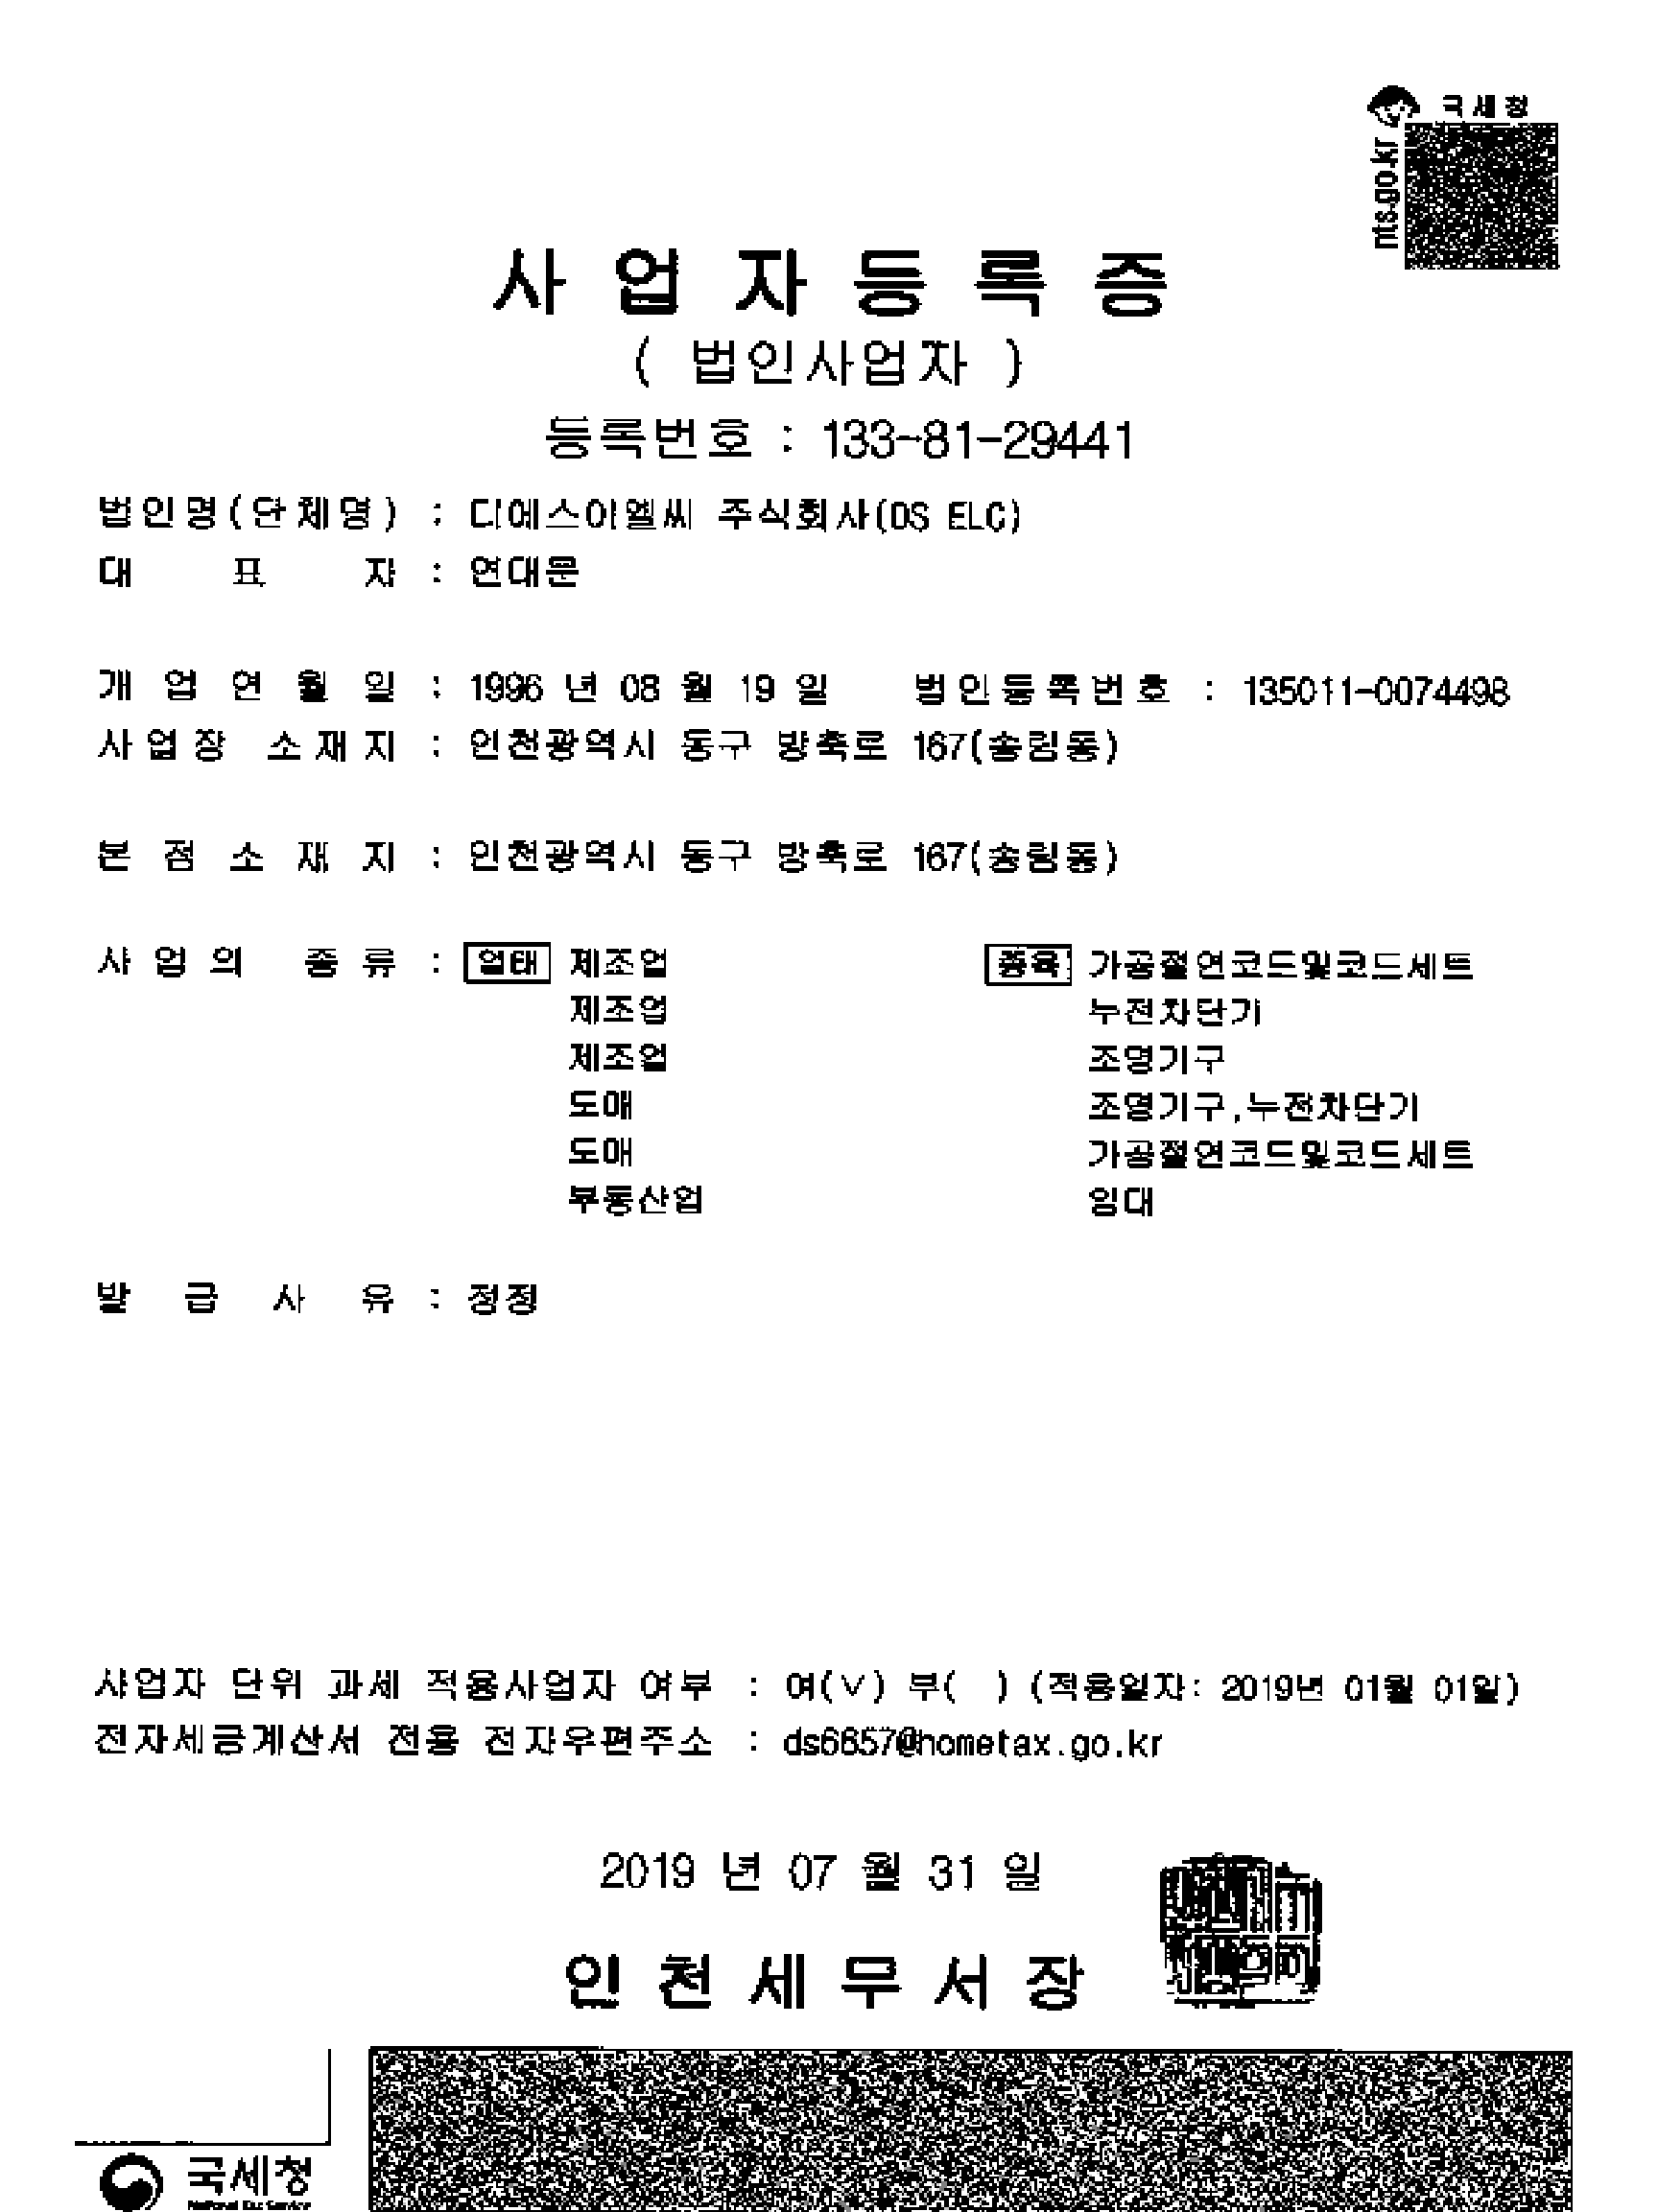 국세청
nts.go.kr
사업자등록증
( 법인사업자 )
등록번호 : 133-81-29441
법인명(단체명) : 디에스이엘씨 주식회사(DS ELC)
대 표 자 : 연대문
개 업 연 월 일 : 1996 년 08 월 19 일 법인등록번호 : 135011-0074498
사업장 소재지 : 인천광역시 동구 방축로 167(송림동)
본 점 소 재 지 : 인천광역시 동구 방축로 167(송림동)
사 업 의 종 류 : 업태 제조업 종목 가공절연코드및코드세트
제조업 누전차단기
제조업 조명기구
도매 조명기구,누전차단기
도매 가공절연코드및코드세트
부동산업 임대
발 급 사 유 : 정정
사업자 단위 과세 적용사업자 여부 : 여(∨) 부( ) (적용일자: 2019년 01월 01일)
전자세금계산서 전용 전자우편주소 : ds6657@hometax.go.kr
2019 년 07 월 31 일
인천세무서장
국세청
National Tax Service